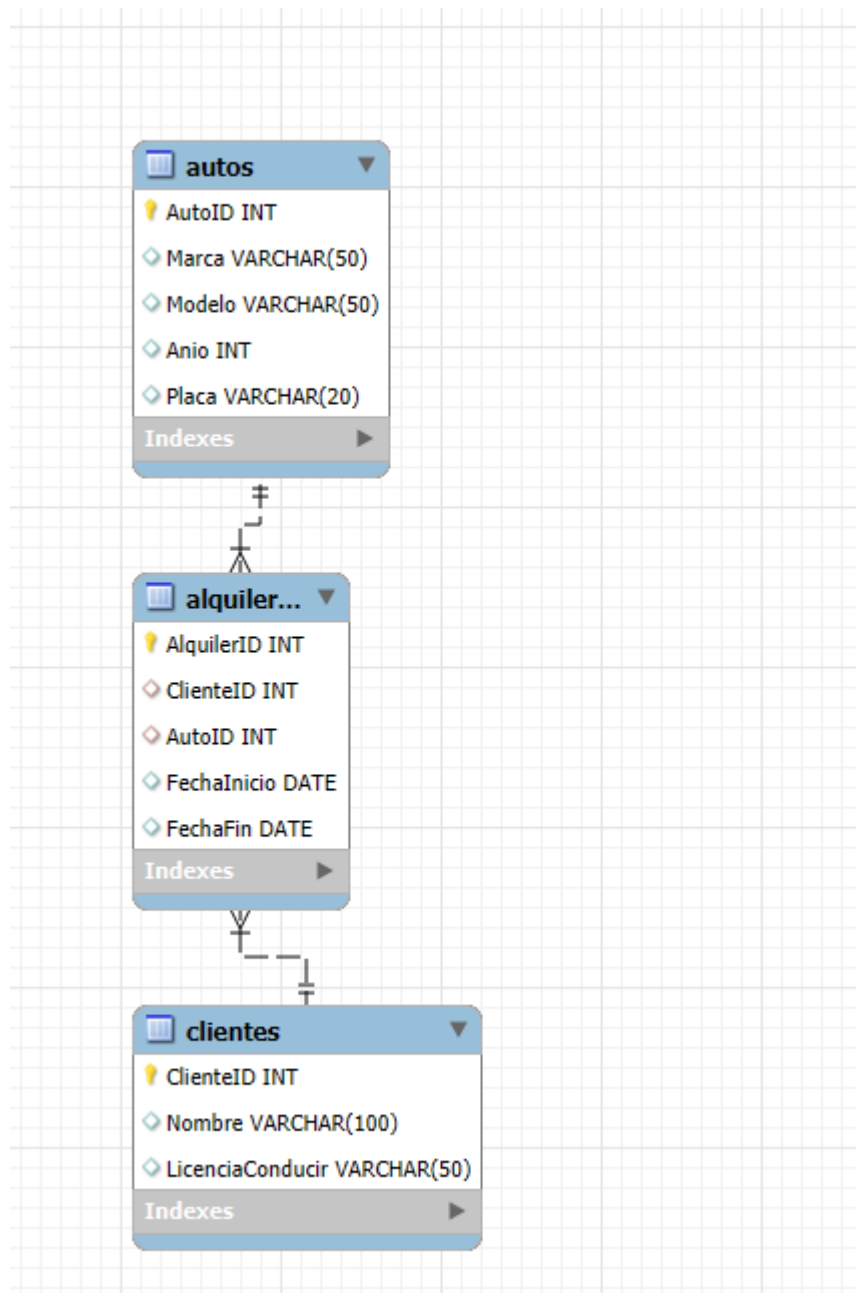 autos
AutoID INT
Marca VARCHAR(50)
Modelo VARCHAR(50)
Anio INT
Placa VARCHAR(20)
Indexes
alquiler...
AlquilerID INT
ClienteID INT
AutoID INT
FechaInicio DATE
FechaFin DATE
Indexes
clientes
ClienteID INT
Nombre VARCHAR(100)
LicenciaConducir VARCHAR(50)
Indexes